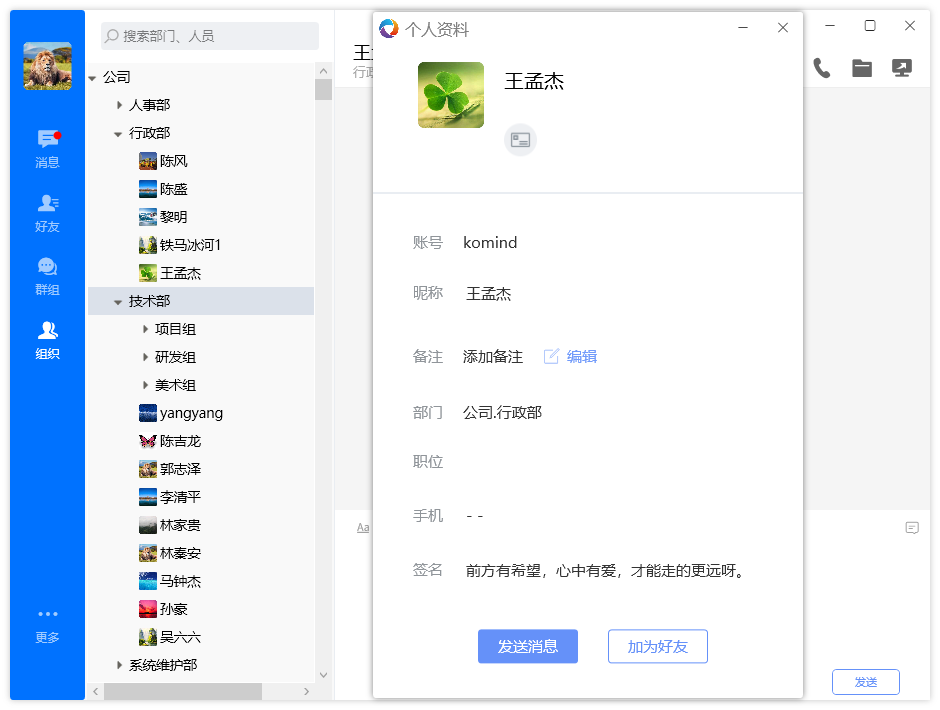 搜索部门、人员
消息
好友
群组
组织
更多
公司
人事部
行政部
陈风
陈盛
黎明
铁马冰河1
王孟杰
技术部
项目组
研发组
美术组
yangyang
陈吉龙
郭志泽
李清平
林家贵
林秦安
马钟杰
孙豪
吴六六
系统维护部
王
行政
Aa
个人资料
王孟杰
账号 komind
昵称 王孟杰
备注 添加备注 编辑
部门 公司.行政部
职位
手机 - -
签名 前方有希望，心中有爱，才能走的更远呀。
发送消息 加为好友
发送